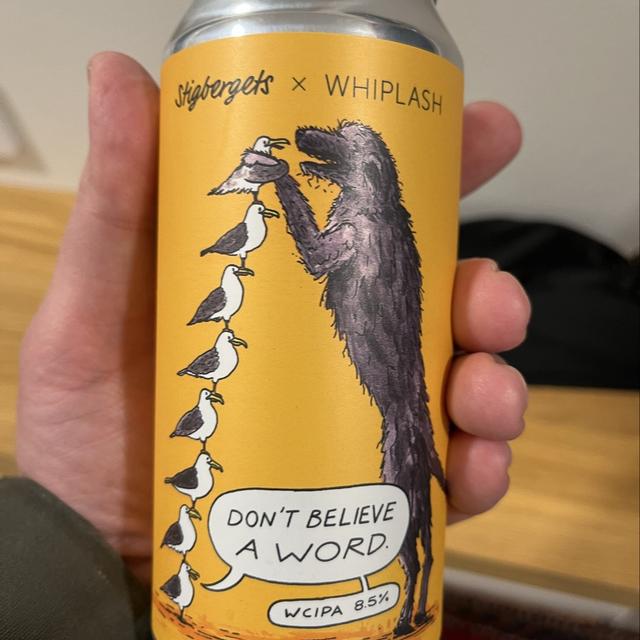 Stigbergets × WHIPLASH
DON'T BELIEVE
A WORD.
WCIPA 8.5%